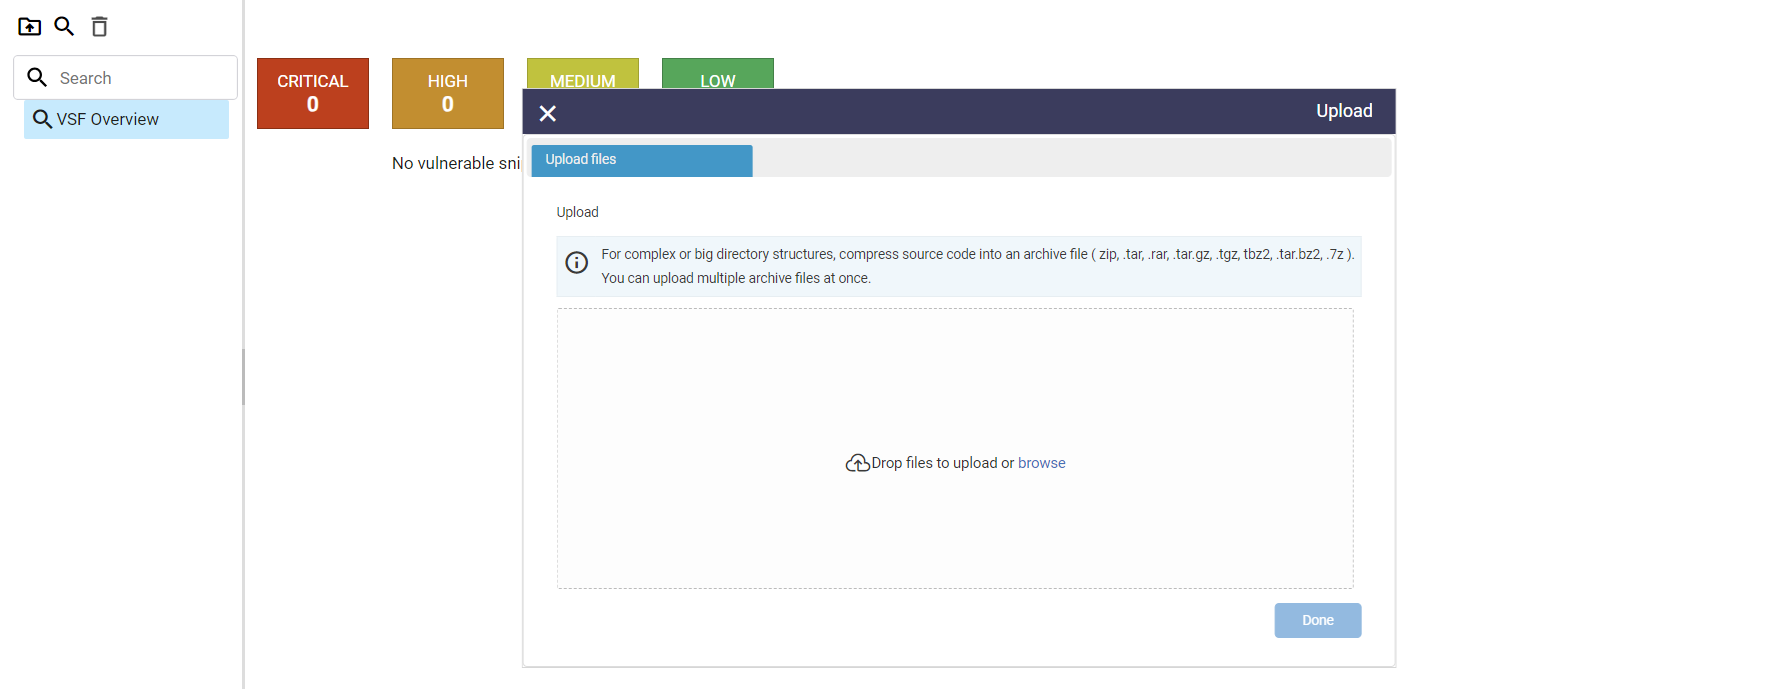 Search
VSF Overview
CRITICAL
0
HIGH
0
MEDIUM
LOW
No vulnerable sni
Upload
Upload files
Upload
For complex or big directory structures, compress source code into an archive file ( zip, .tar, .rar, .tar.gz, .tgz, tbz2, .tar.bz2, .7z ).
You can upload multiple archive files at once.
Drop files to upload or browse
Done